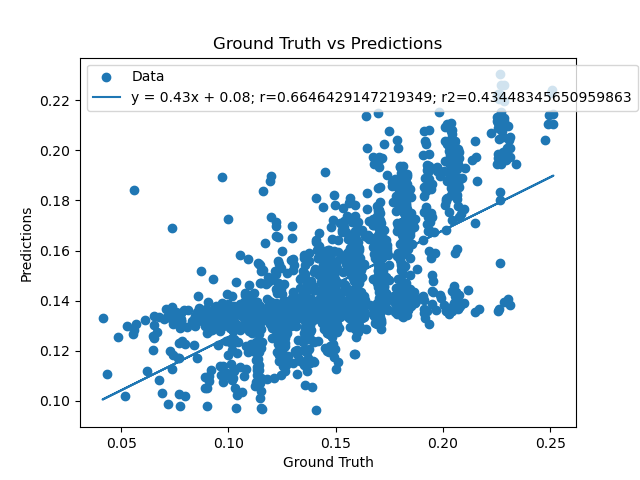 Ground Truth vs Predictions
Data
y = 0.43x + 0.08; r=0.6646429147219349; r2=0.43448345650959863
0.22
0.20
0.18
0.16
0.14
0.12
0.10
Predictions
0.05 0.10 0.15 0.20 0.25
Ground Truth